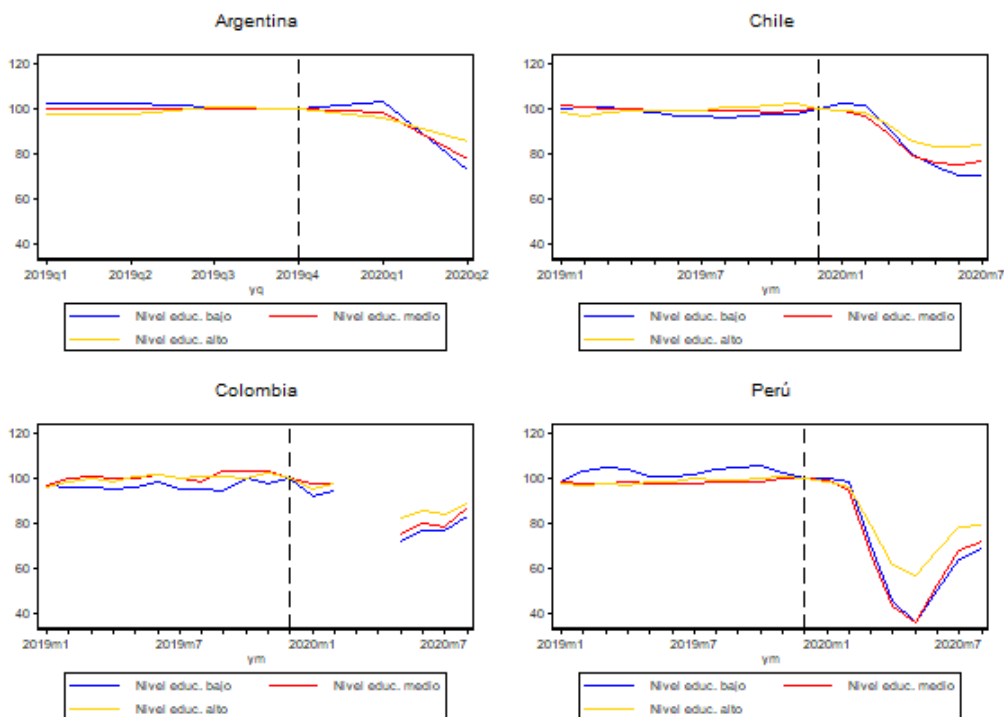 Argentina
120
100
80
60
40
2019q1 2019q2 2019q3 2019q4 2020q1 2020q2
yq
Nivel educ. bajo Nivel educ. medio
Nivel educ. alto
Chile
120
100
80
60
40
2019m1 2019m7 2020m1 2020m7
ym
Nivel educ. bajo Nivel educ. medio
Nivel educ. alto
Colombia
120
100
80
60
40
2019m1 2019m7 2020m1 2020m7
ym
Nivel educ. bajo Nivel educ. medio
Nivel educ. alto
Perú
120
100
80
60
40
2019m1 2019m7 2020m1 2020m7
ym
Nivel educ. bajo Nivel educ. medio
Nivel educ. alto